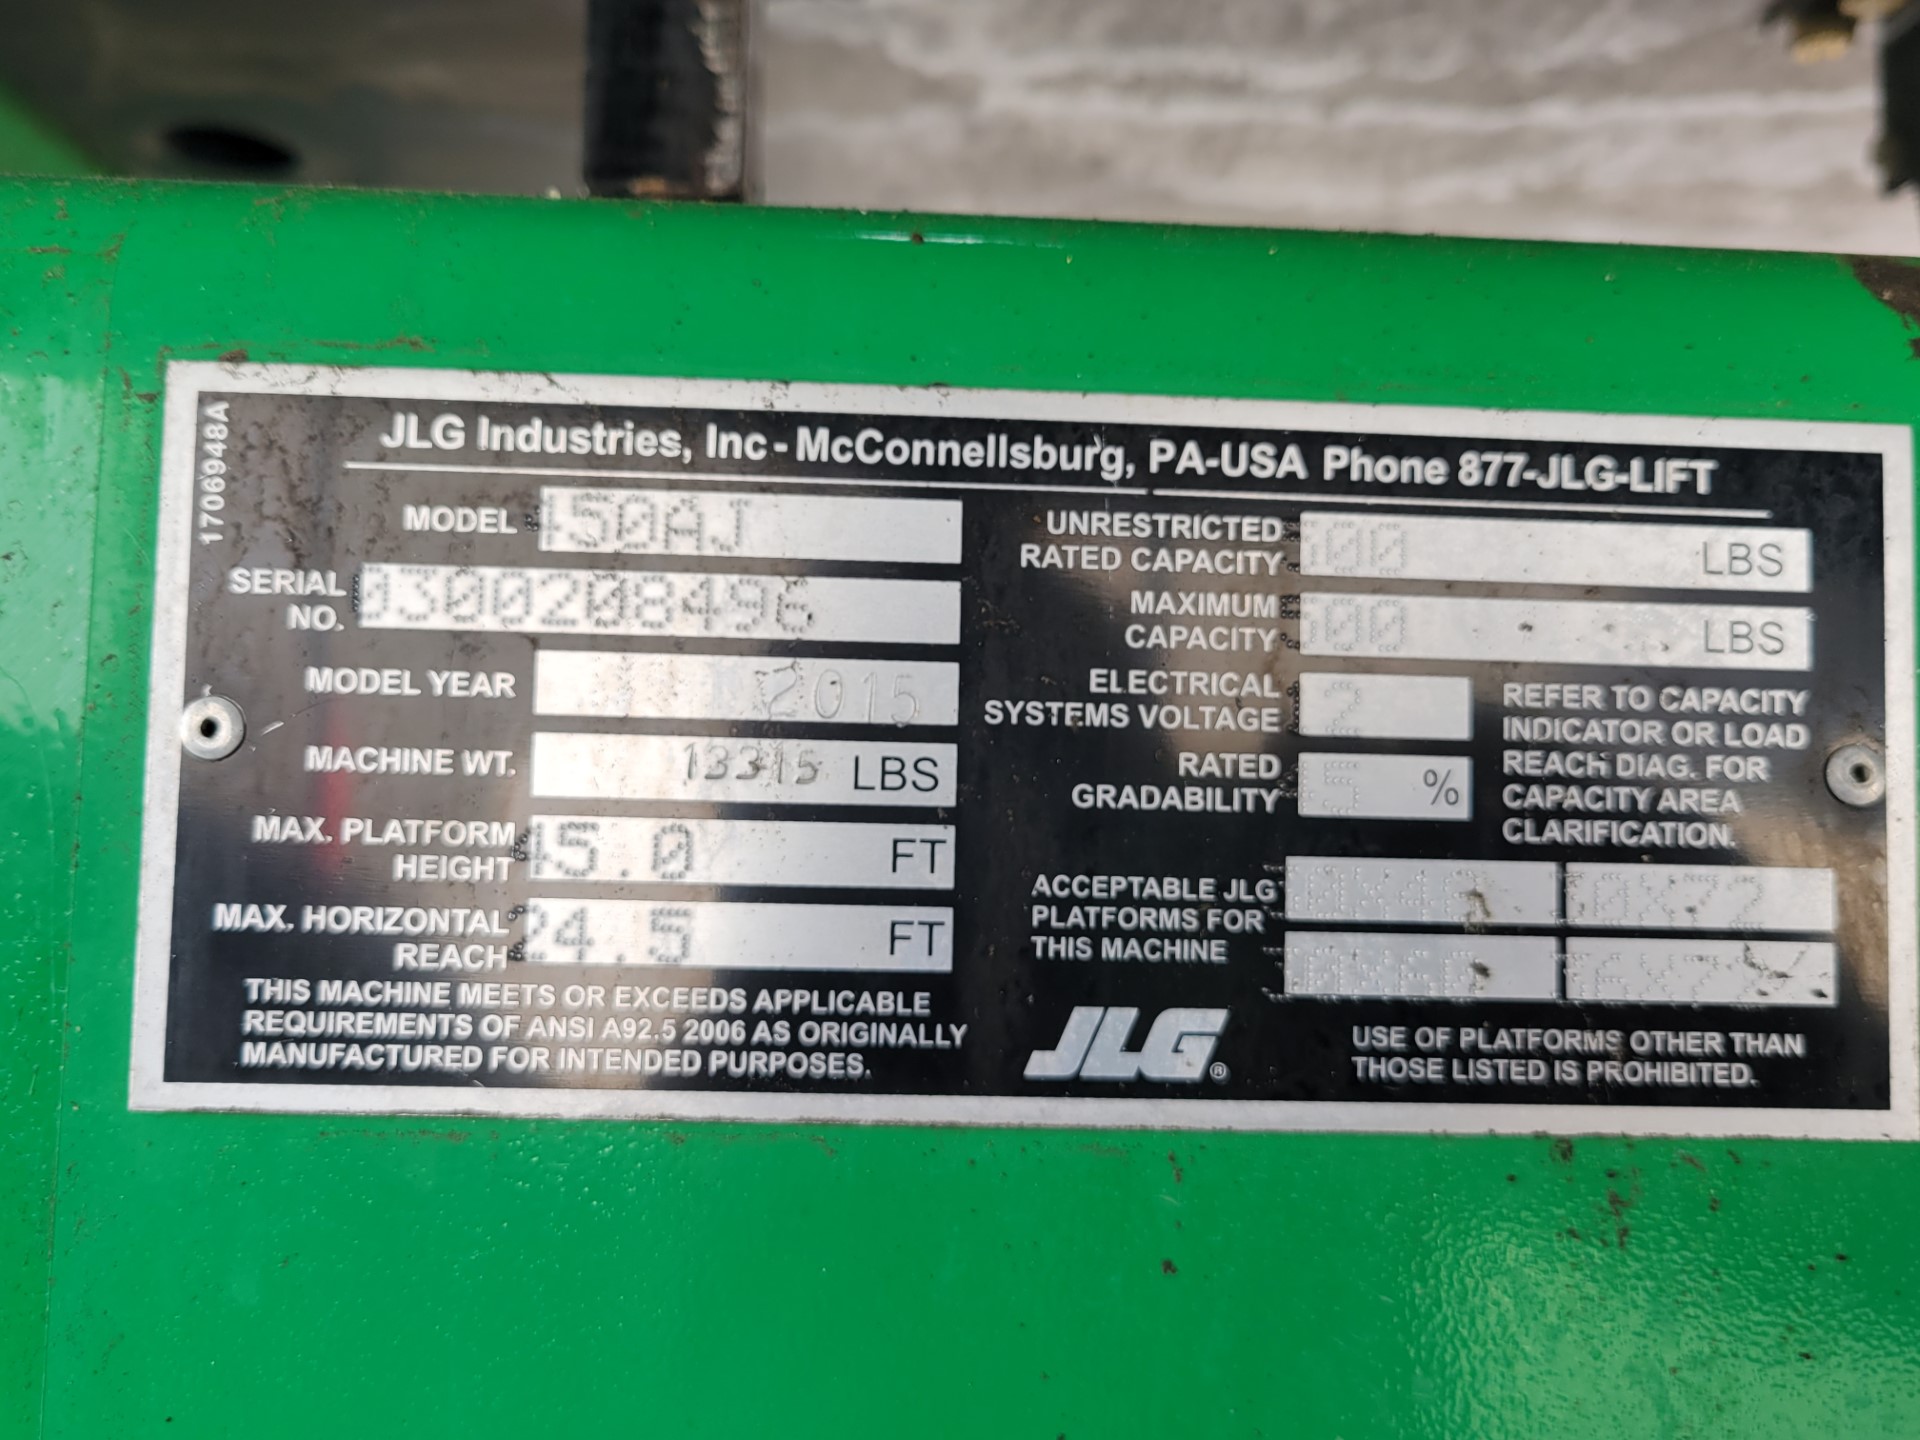 JLG Industries, Inc - McConnellsburg, PA-USA Phone 877-JLG-LIFT
1706948A
MODEL 450AJ
SERIAL NO. 0300208496
MODEL YEAR 2015
MACHINE WT. 13315 LBS
MAX. PLATFORM HEIGHT 45.0 FT
MAX. HORIZONTAL REACH 24.5 FT
THIS MACHINE MEETS OR EXCEEDS APPLICABLE
REQUIREMENTS OF ANSI A92.5 2006 AS ORIGINALLY
MANUFACTURED FOR INTENDED PURPOSES.
UNRESTRICTED
RATED CAPACITY LBS
MAXIMUM
CAPACITY LBS
ELECTRICAL
SYSTEMS VOLTAGE
RATED
GRADABILITY %
REFER TO CAPACITY
INDICATOR OR LOAD
REACH DIAG. FOR
CAPACITY AREA
CLARIFICATION.
ACCEPTABLE JLG
PLATFORMS FOR
THIS MACHINE
JLG®
USE OF PLATFORMS OTHER THAN
THOSE LISTED IS PROHIBITED.